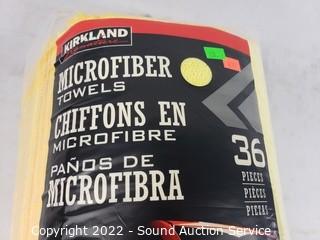 KIRKLAND
Signature
MICROFIBER
TOWELS
CHIFFONS EN
MICROFIBRE
PAÑOS DE
MICROFIBRA
36
PIECES
PIÈCES
PIEZAS
Copyright 2022 - Sound Auction Service